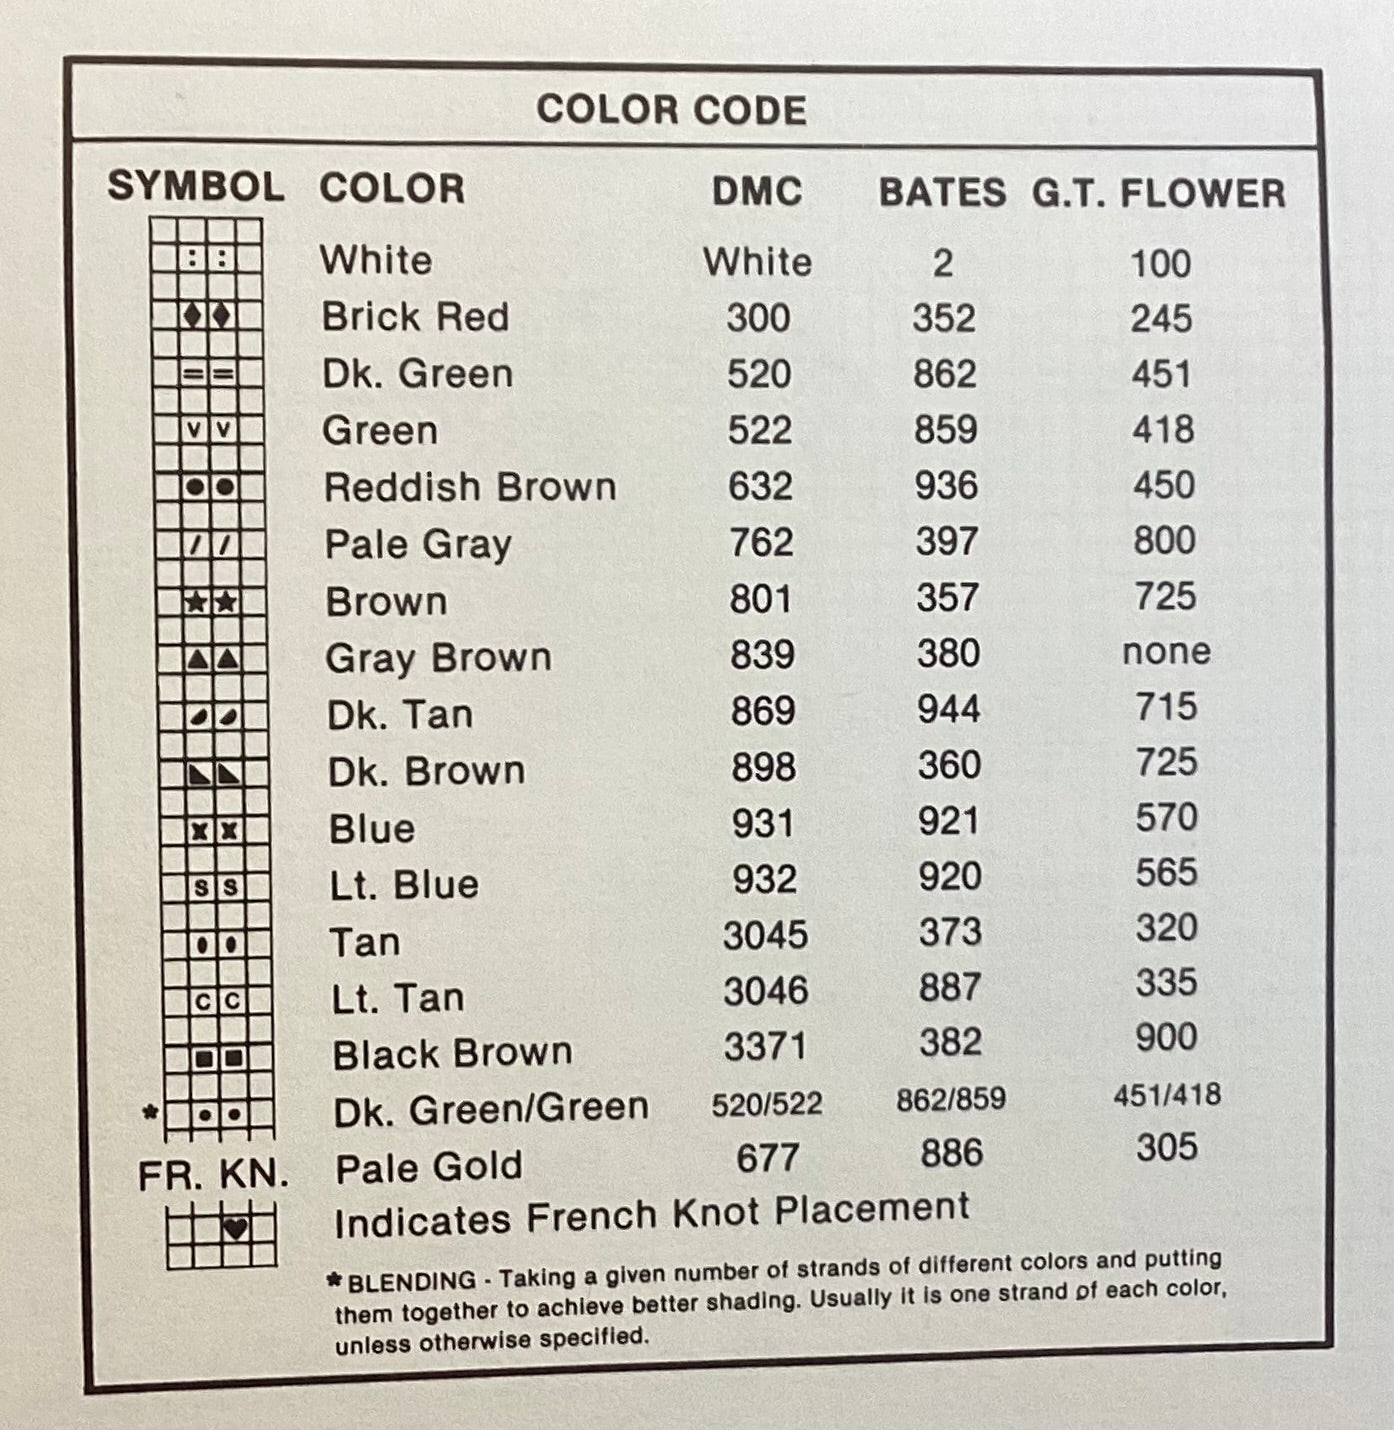 COLOR CODE
SYMBOL COLOR DMC BATES G.T. FLOWER
: : White White 2 100
♦ ♦ Brick Red 300 352 245
= = Dk. Green 520 862 451
V V Green 522 859 418
● ● Reddish Brown 632 936 450
/ / Pale Gray 762 397 800
★ ★ Brown 801 357 725
▲ ▲ Gray Brown 839 380 none
Dk. Tan 869 944 715
◣ ◣ Dk. Brown 898 360 725
X X Blue 931 921 570
S S Lt. Blue 932 920 565
Tan 3045 373 320
C C Lt. Tan 3046 887 335
■ ■ Black Brown 3371 382 900
* • • Dk. Green/Green 520/522 862/859 451/418
FR. KN. Pale Gold 677 886 305
♥ Indicates French Knot Placement
* BLENDING - Taking a given number of strands of different colors and putting
them together to achieve better shading. Usually it is one strand of each color,
unless otherwise specified.